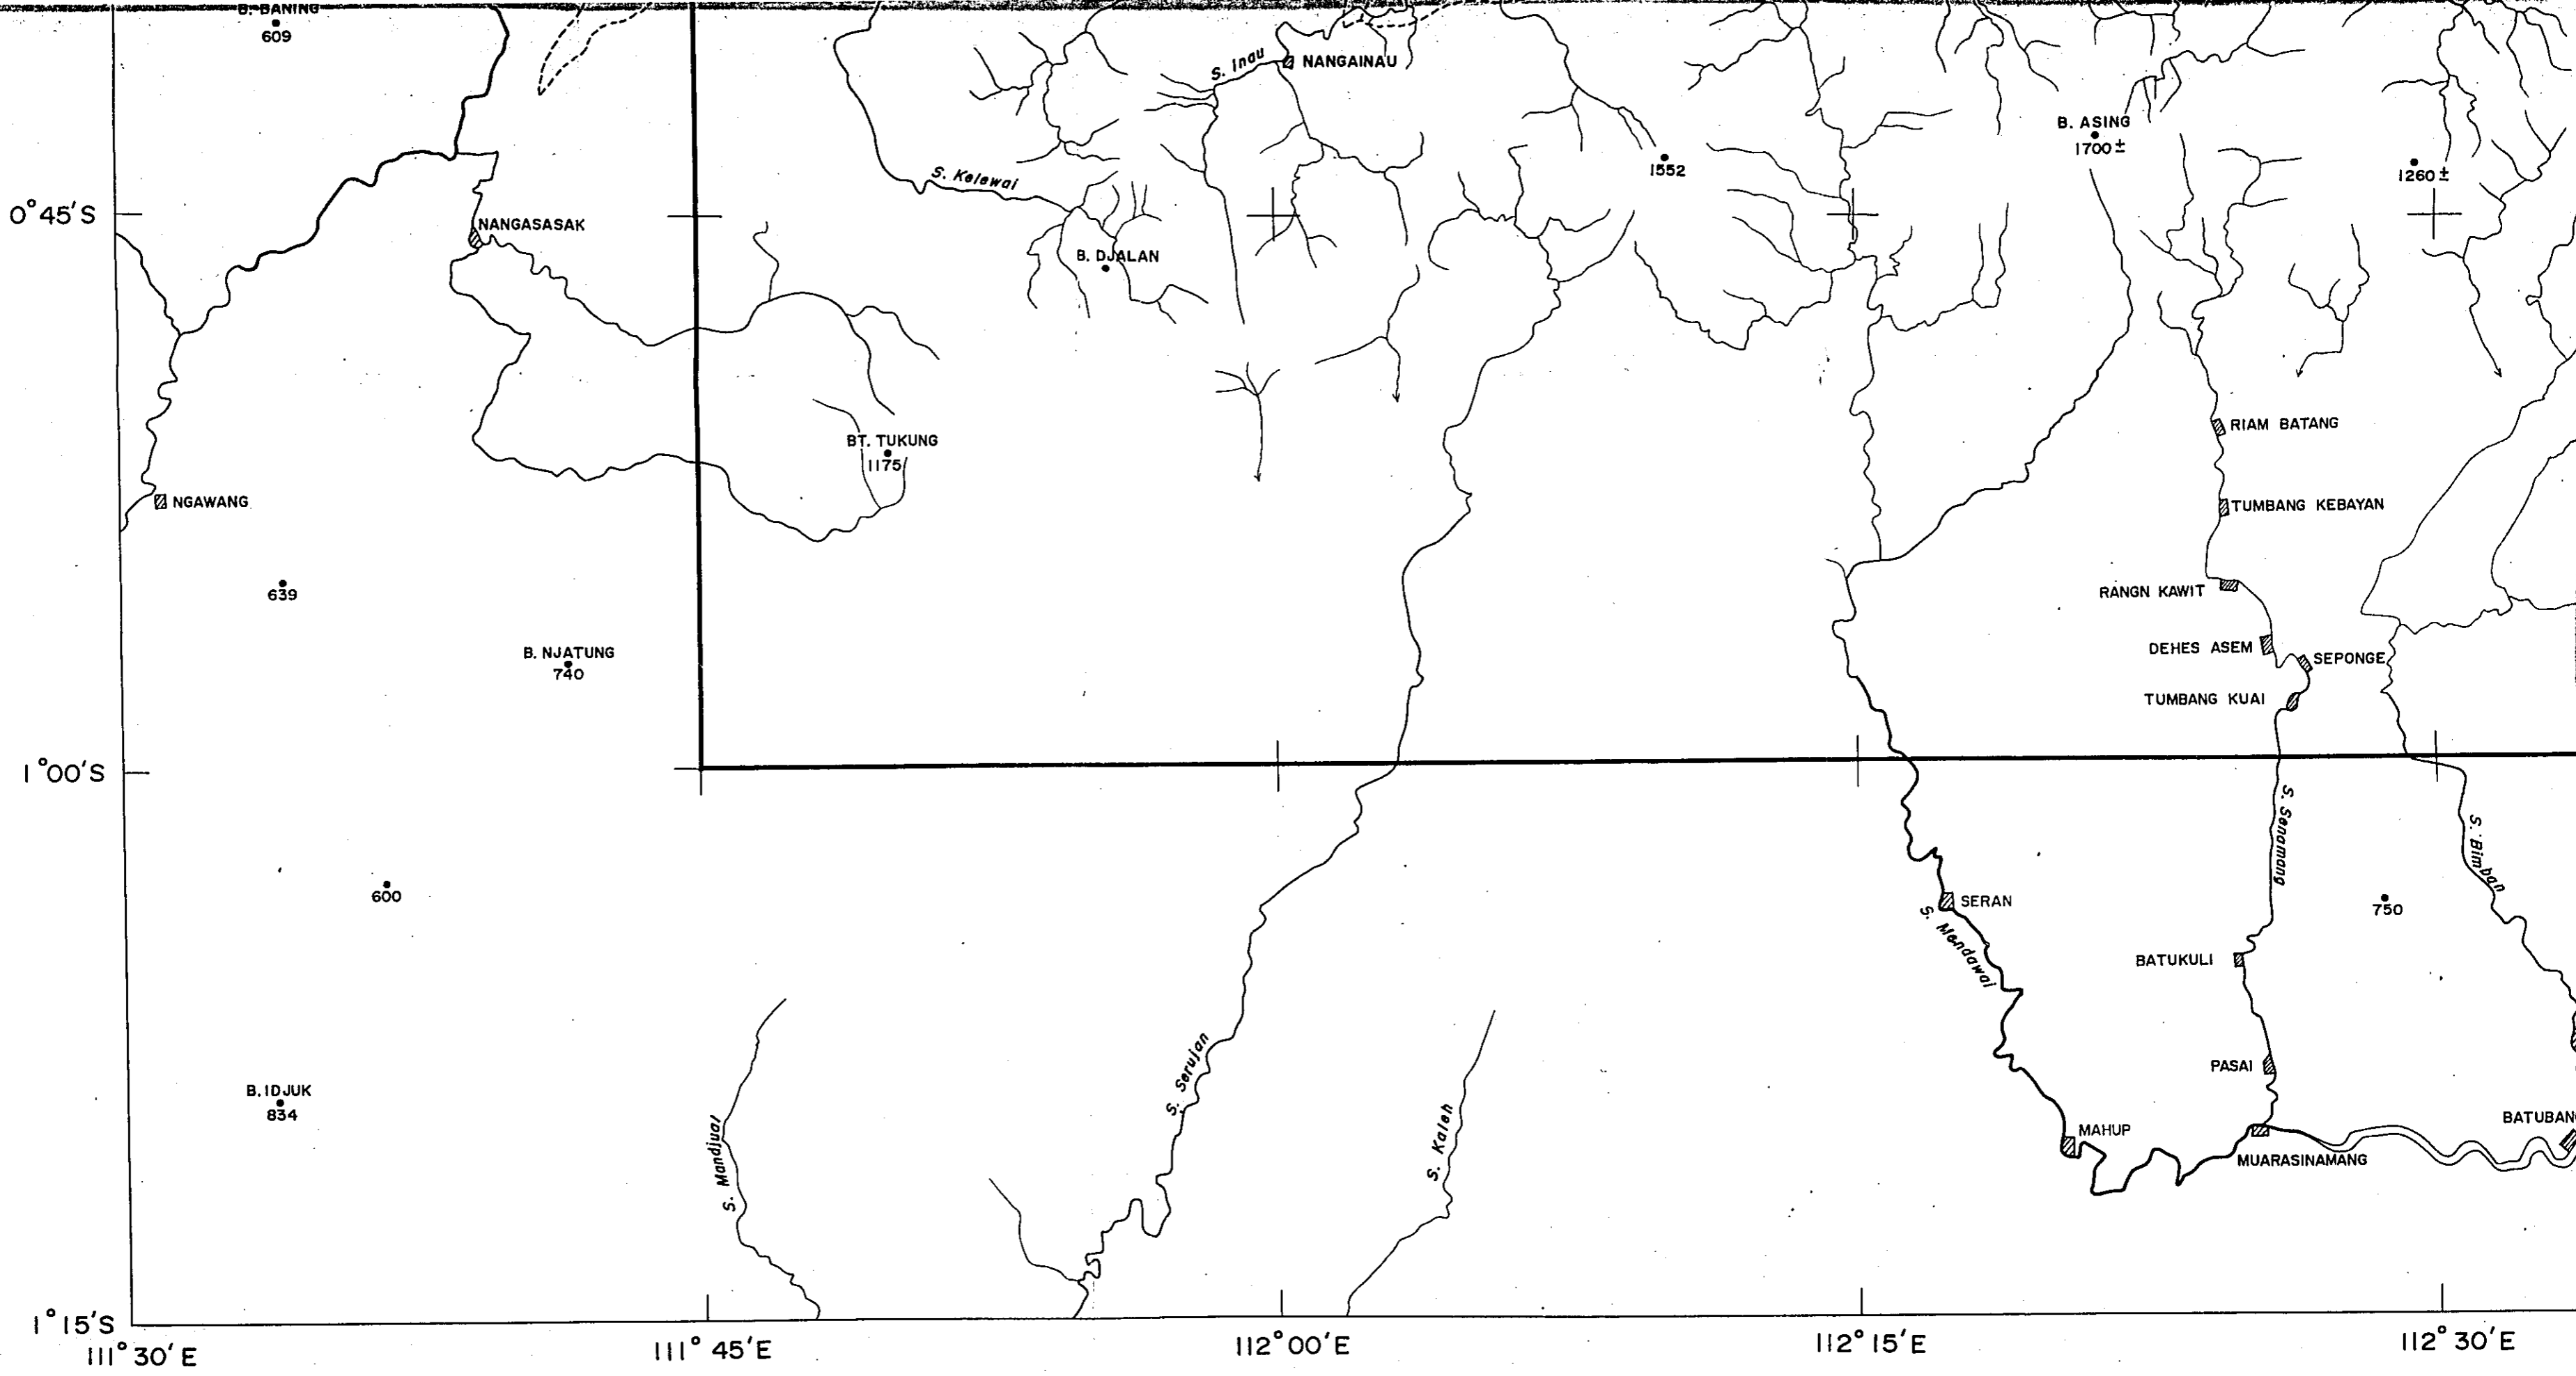 B. BANING
609
S. Inau
NANGAINAU
B. ASING
1700±
1552
1260±
S. Kelewai
0°45'S
NANGASASAK
B. DJALAN
RIAM BATANG
BT. TUKUNG
1175
NGAWANG
TUMBANG KEBAYAN
639
RANGN KAWIT
B. NJATUNG
740
DEHES ASEM
SEPONGE
TUMBANG KUAI
1°00'S
S. Senamang
S. Bimban
600
SERAN
750
S. Mendawai
BATUKULI
S. Serujan
PASAI
B. IDJUK
834
S. Mandjual
S. Kaleh
BATUBAN
MAHUP
MUARASINAMANG
1°15'S
111°30'E
111°45'E
112°00'E
112°15'E
112°30'E